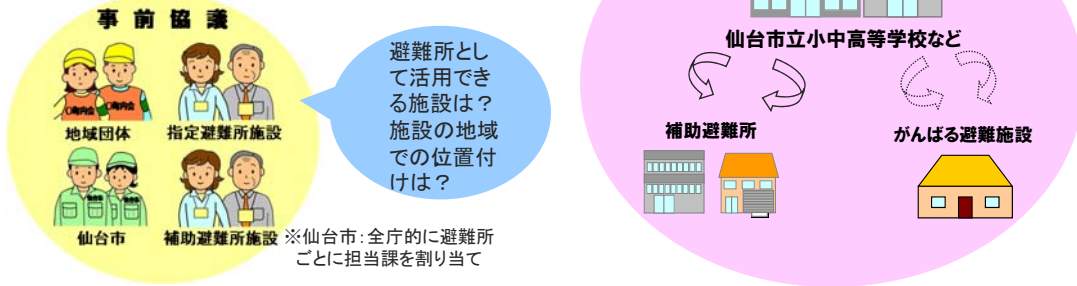 事前協議
地域団体
指定避難所施設
仙台市
補助避難所施設
避難所とし
て活用でき
る施設は？
施設の地域
での位置付
けは？
※仙台市：全庁的に避難所
ごとに担当課を割り当て
仙台市立小中高等学校など
補助避難所
がんばる避難施設